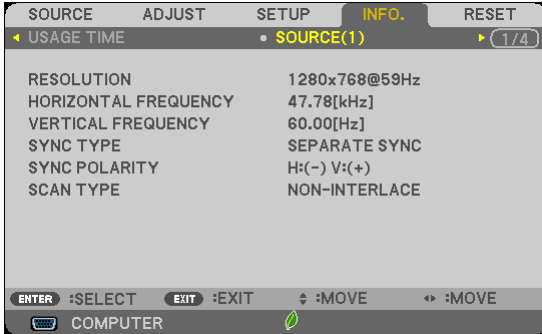 SOURCE ADJUST SETUP INFO. RESET
USAGE TIME • SOURCE(1) 1/4
RESOLUTION 1280x768@59Hz
HORIZONTAL FREQUENCY 47.78[kHz]
VERTICAL FREQUENCY 60.00[Hz]
SYNC TYPE SEPARATE SYNC
SYNC POLARITY H:(-) V:(+)
SCAN TYPE NON-INTERLACE
ENTER :SELECT EXIT :EXIT :MOVE :MOVE
COMPUTER